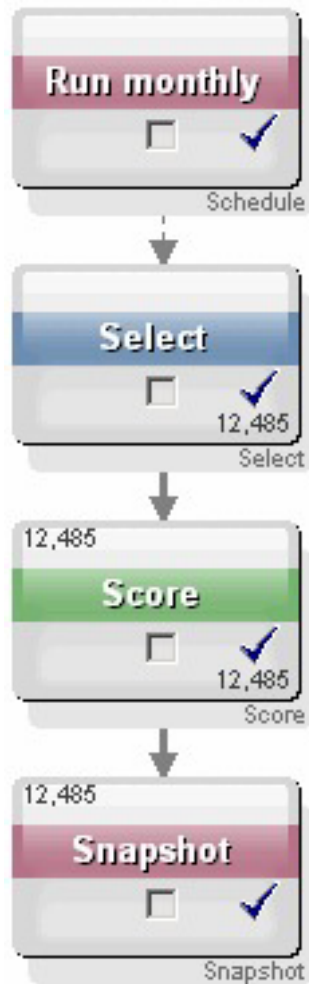 Run monthly
Schedule
Select
12,485
Select
12,485
Score
12,485
Score
12,485
Snapshot
Snapshot